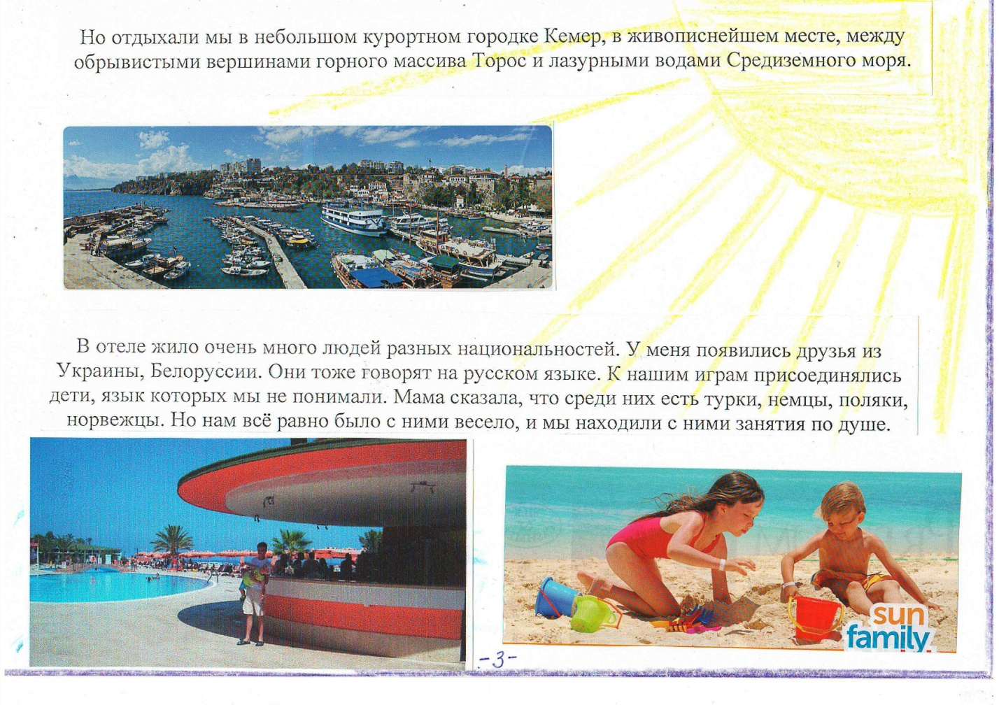 Но отдыхали мы в небольшом курортном городке Кемер, в живописнейшем месте, между
обрывистыми вершинами горного массива Торос и лазурными водами Средиземного моря.
В отеле жило очень много людей разных национальностей. У меня появились друзья из
Украины, Белоруссии. Они тоже говорят на русском языке. К нашим играм присоединялись
дети, язык которых мы не понимали. Мама сказала, что среди них есть турки, немцы, поляки,
норвежцы. Но нам всё равно было с ними весело, и мы находили с ними занятия по душе.
sun
family.
-3-